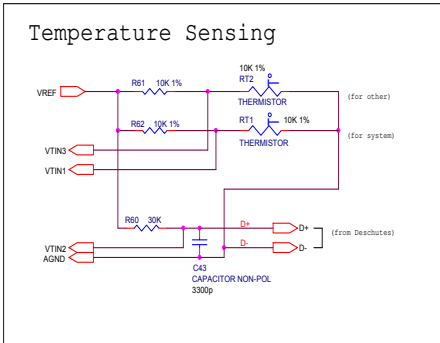 Temperature Sensing
10K 1%
R61 10K 1% RT2
VREF
THERMISTOR (for other)
R62 10K 1% RT1 10K 1%
(for system)
VTIN3 THERMISTOR
VTIN1
R60 30K
D+ D+
(from Deschutes)
VTIN2 D- D-
AGND
C43
CAPACITOR NON-POL
3300p